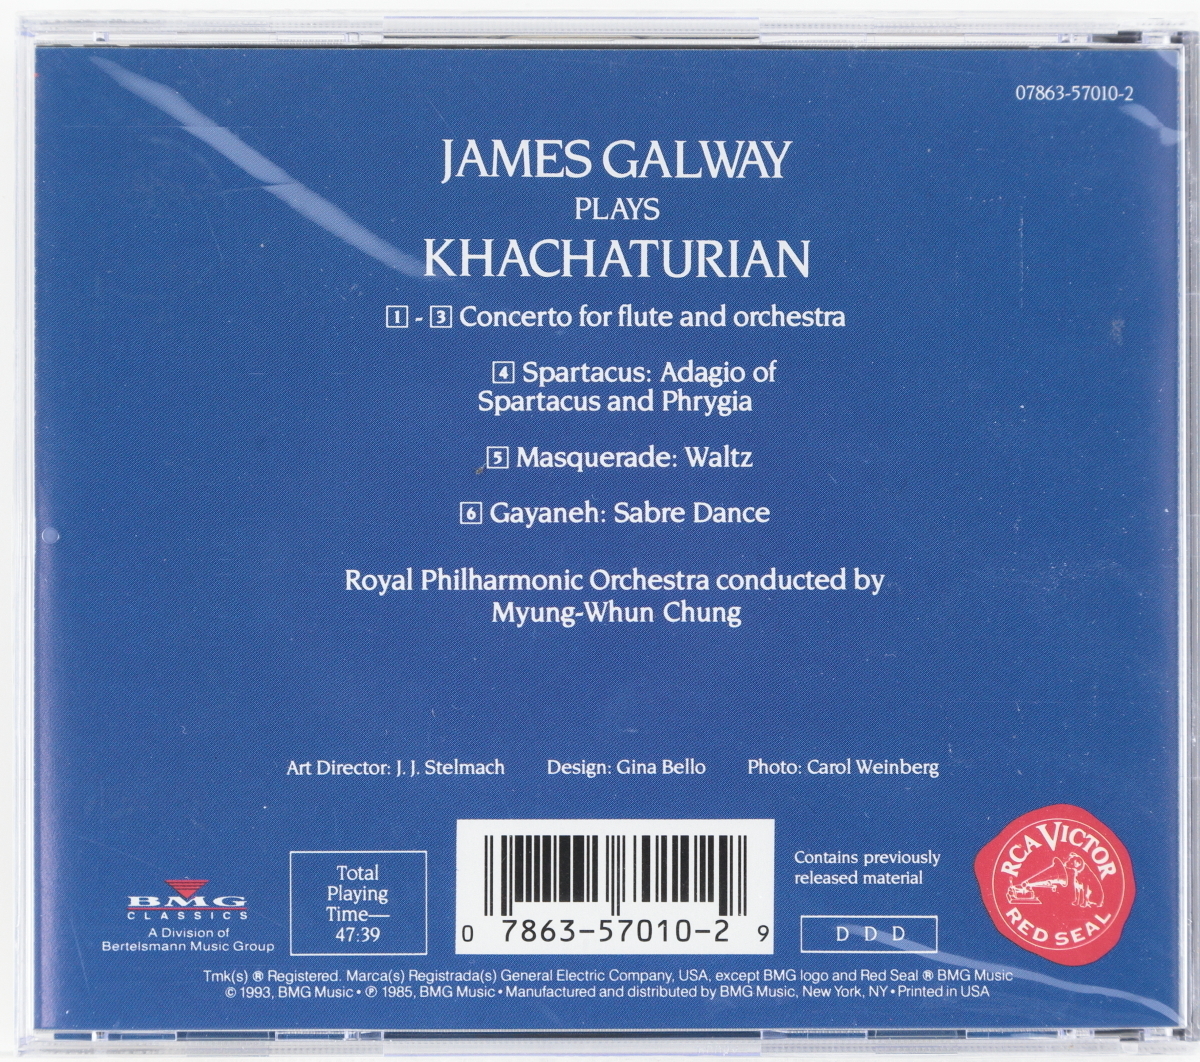 07863-57010-2
JAMES GALWAY
PLAYS
KHACHATURIAN
1 - 3 Concerto for flute and orchestra
4 Spartacus: Adagio of
Spartacus and Phrygia
5 Masquerade: Waltz
6 Gayaneh: Sabre Dance
Royal Philharmonic Orchestra conducted by
Myung-Whun Chung
Art Director: J. J. Stelmach Design: Gina Bello Photo: Carol Weinberg
BMG
CLASSICS
A Division of
Bertelsmann Music Group
Total
Playing
Time—
47:39
0 7863-57010-2 9
Contains previously
released material
D D D
RCA VICTOR
RED SEAL
Tmk(s) ® Registered. Marca(s) Registrada(s) General Electric Company, USA, except BMG logo and Red Seal ® BMG Music
© 1993, BMG Music • ℗ 1985, BMG Music • Manufactured and distributed by BMG Music, New York, NY • Printed in USA